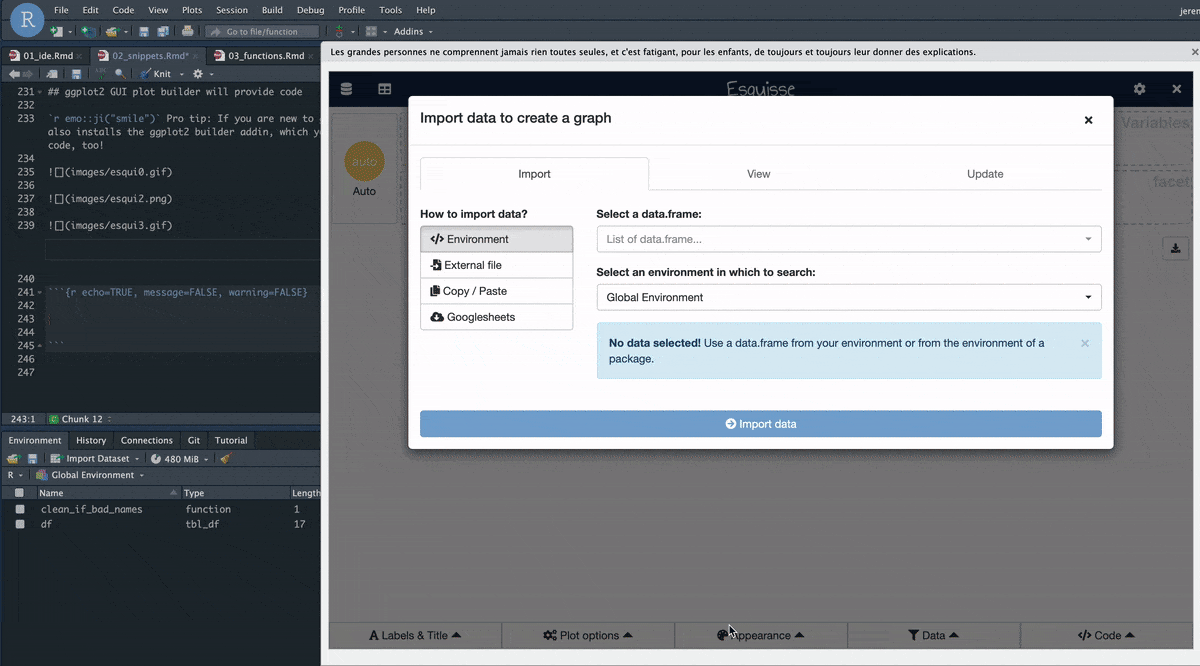 File Edit Code View Plots Session Build Debug Profile Tools Help
jerem
R
Go to file/function
Addins
01_ide.Rmd
02_snippets.Rmd*
03_functions.Rmd
Knit
Les grandes personnes ne comprennent jamais rien toutes seules, et c'est fatigant, pour les enfants, de toujours et toujours leur donner des explications.
231 ## ggplot2 GUI plot builder will provide code
232
233 `r emo::ji("smile")` Pro tip: If you are new to
also installs the ggplot2 builder addin, which y
code, too!
234
235 ![](images/esqui0.gif)
236
237 ![](images/esqui2.png)
238
239 ![](images/esqui3.gif)
240
241 ```{r echo=TRUE, message=FALSE, warning=FALSE}
242
243
244
245 ```
246
247
243:1 Chunk 12
Environment History Connections Git Tutorial
Import Dataset 480 MiB
R Global Environment
Name Type Length
clean_if_bad_names function 1
df tbl_df 17
Esquisse
auto
Auto
Variables
facet
Import data to create a graph
Import View Update
How to import data?
Environment
External file
Copy / Paste
Googlesheets
Select a data.frame:
List of data.frame...
Select an environment in which to search:
Global Environment
No data selected! Use a data.frame from your environment or from the environment of a
package.
Import data
Labels & Title Plot options Appearance Data Code